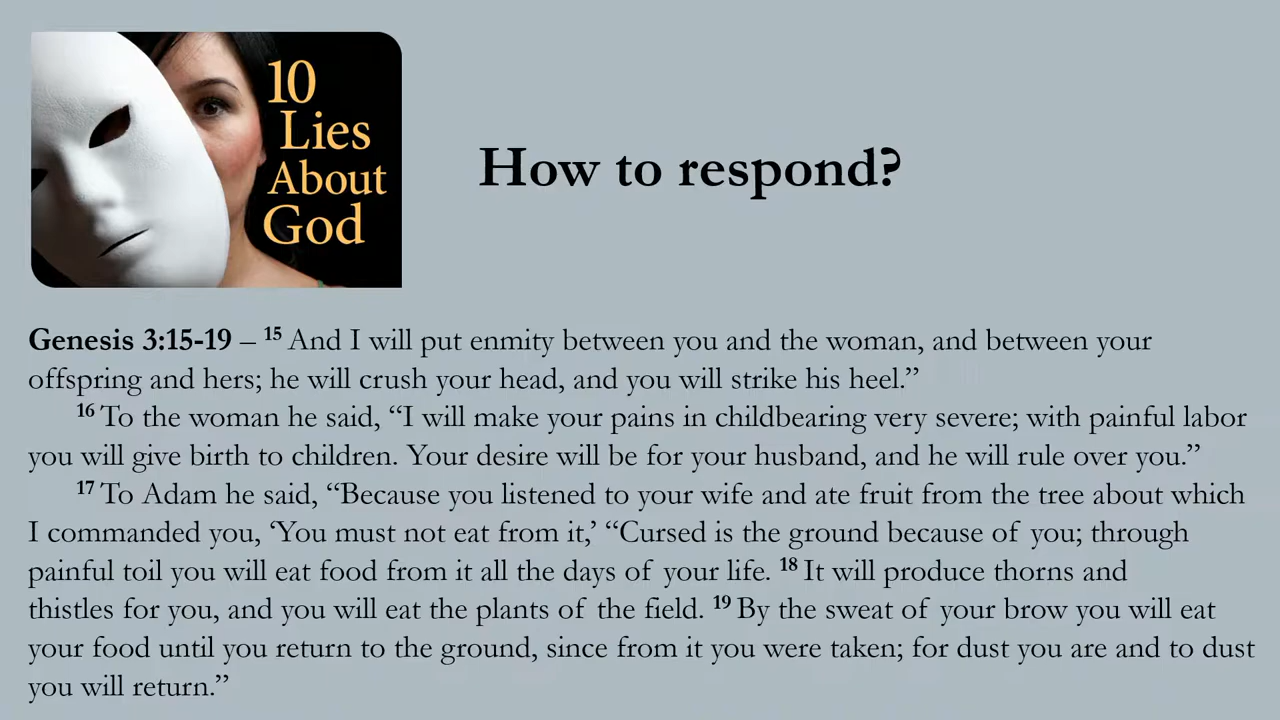 10
Lies
About
God
How to respond?
Genesis 3:15-19 – 15 And I will put enmity between you and the woman, and between your
offspring and hers; he will crush your head, and you will strike his heel.”
16 To the woman he said, “I will make your pains in childbearing very severe; with painful labor
you will give birth to children. Your desire will be for your husband, and he will rule over you.”
17 To Adam he said, “Because you listened to your wife and ate fruit from the tree about which
I commanded you, ‘You must not eat from it,’ “Cursed is the ground because of you; through
painful toil you will eat food from it all the days of your life. 18 It will produce thorns and
thistles for you, and you will eat the plants of the field. 19 By the sweat of your brow you will eat
your food until you return to the ground, since from it you were taken; for dust you are and to dust
you will return.”